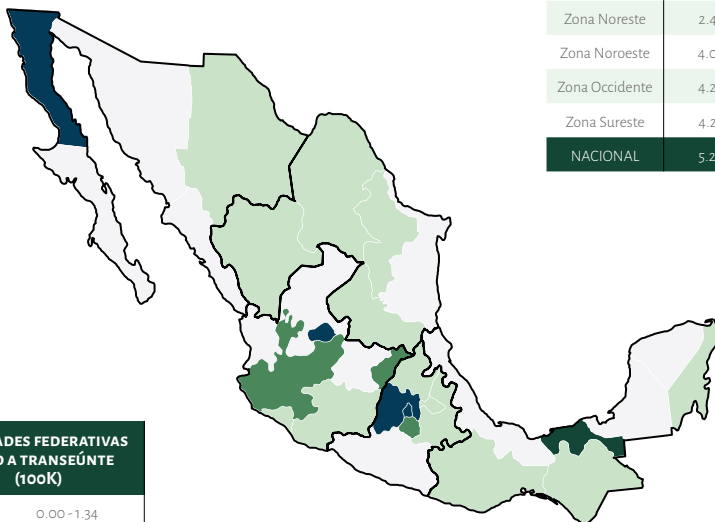 Zona Noreste 2.4
Zona Noroeste 4.0
Zona Occidente 4.2
Zona Sureste 4.2
NACIONAL 5.2
ADES FEDERATIVAS
O A TRANSEÚNTE
(100K)
0.00 - 1.34